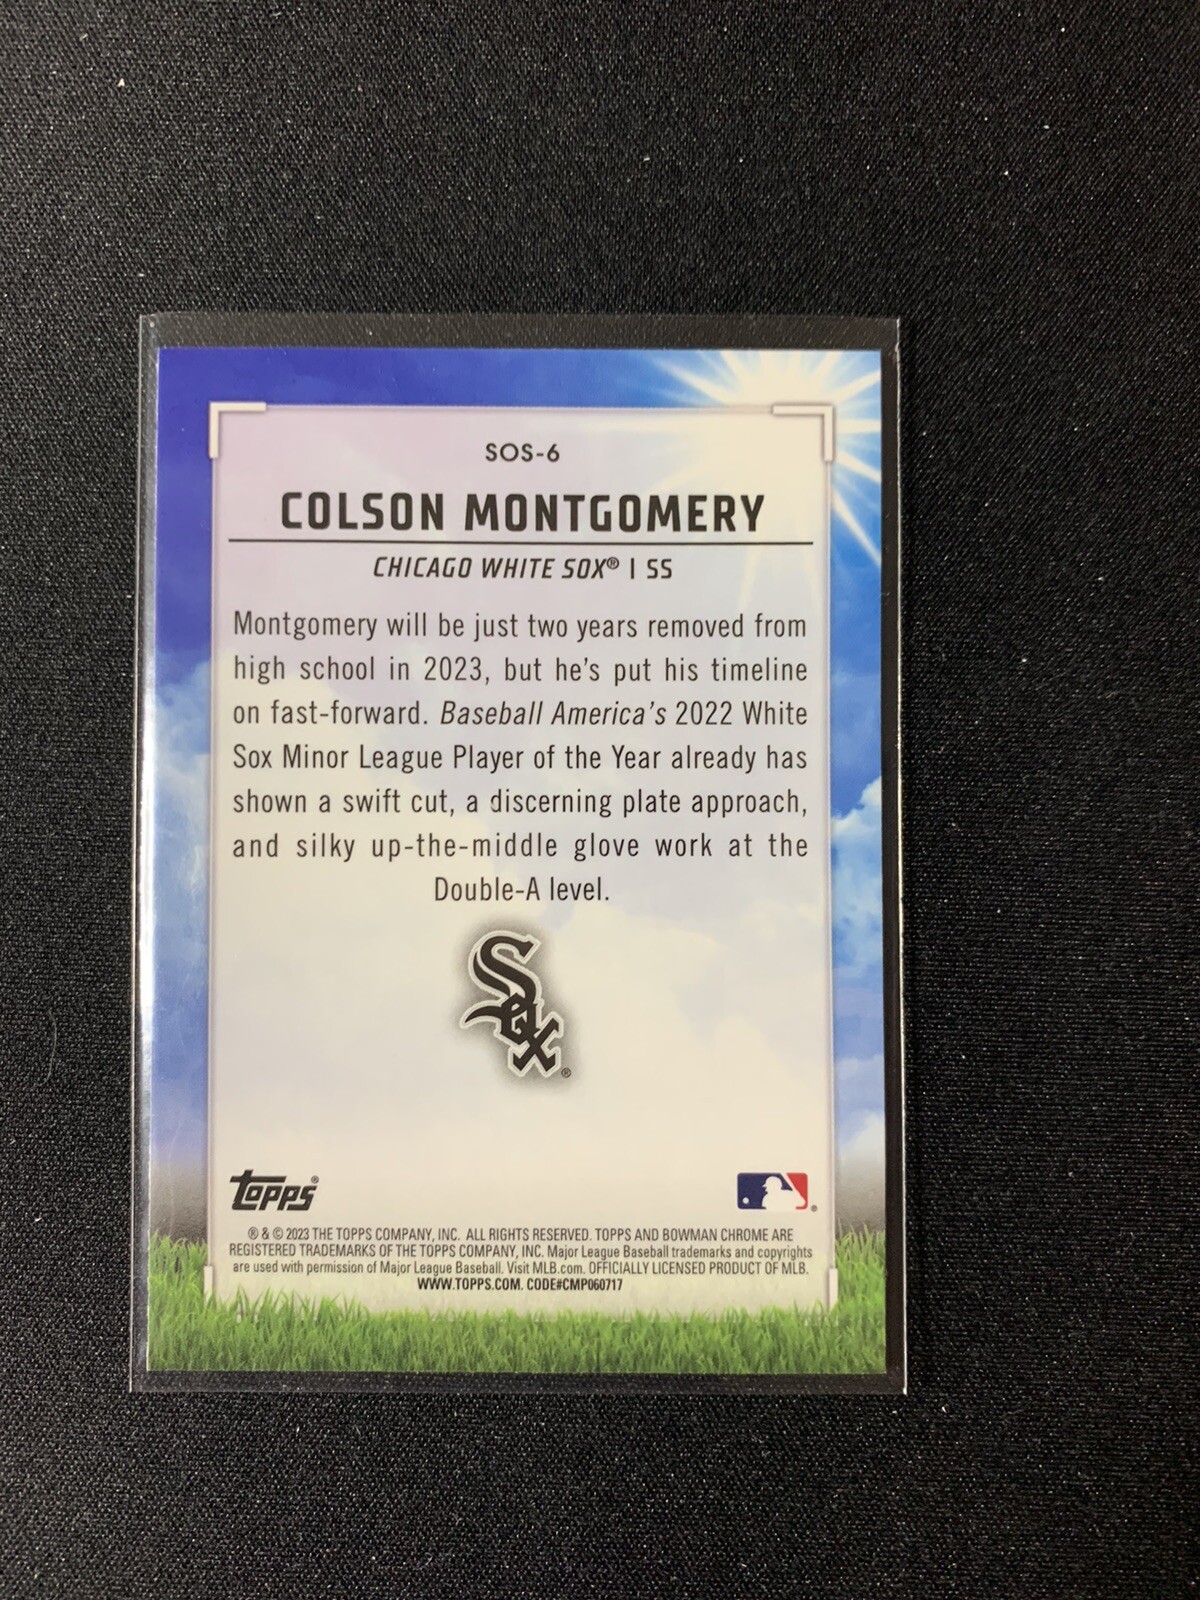 SOS-6
COLSON MONTGOMERY
CHICAGO WHITE SOX® | SS
Montgomery will be just two years removed from
high school in 2023, but he's put his timeline
on fast-forward. Baseball America's 2022 White
Sox Minor League Player of the Year already has
shown a swift cut, a discerning plate approach,
and silky up-the-middle glove work at the
Double-A level.
Sox®
topps®
® & © 2023 THE TOPPS COMPANY, INC. ALL RIGHTS RESERVED. TOPPS AND BOWMAN CHROME ARE
REGISTERED TRADEMARKS OF THE TOPPS COMPANY, INC. Major League Baseball trademarks and copyrights
are used with permission of Major League Baseball. Visit MLB.com. OFFICIALLY LICENSED PRODUCT OF MLB.
WWW.TOPPS.COM. CODE#CMP060717